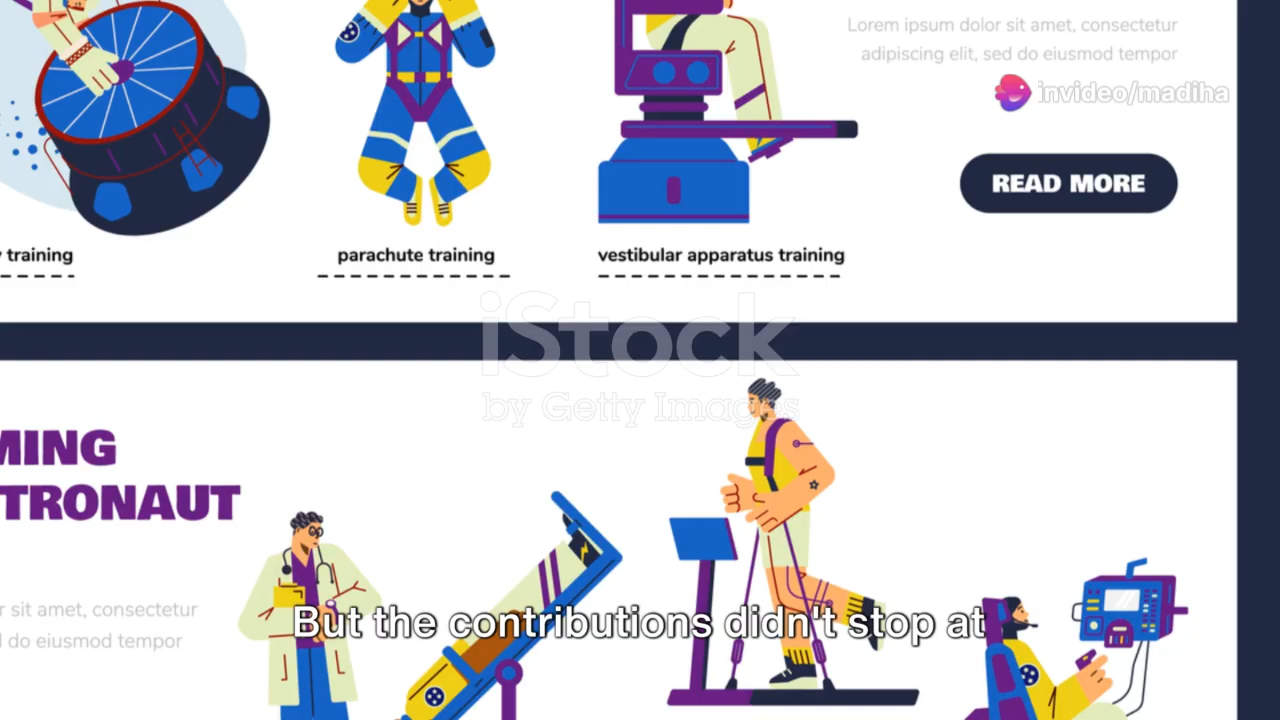 Lorem ipsum dolor sit amet, consectetur
adipiscing elit, sed do eiusmod tempor
invideo/madiha
READ MORE
training
parachute training
vestibular apparatus training
iStock
by Getty Images
MING
TRONAUT
r sit amet, consectetur
do eiusmod tempor
But the contributions didn't stop at